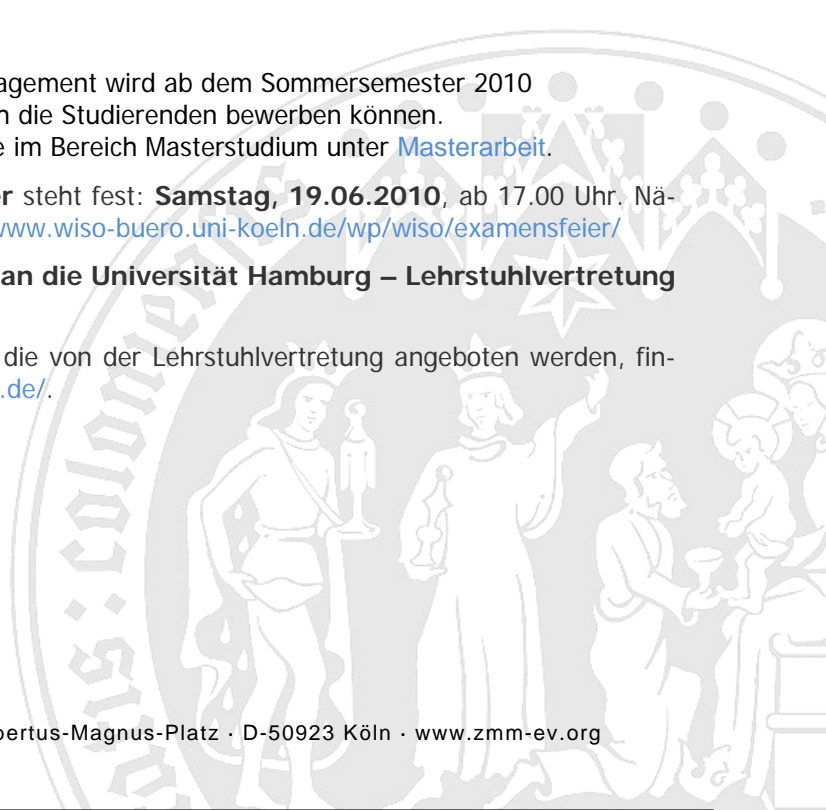 agement wird ab dem Sommersemester 2010
n die Studierenden bewerben können.
e im Bereich Masterstudium unter Masterarbeit.
er steht fest: Samstag, 19.06.2010, ab 17.00 Uhr. Nä-
www.wiso-buero.uni-koeln.de/wp/wiso/examensfeier/
an die Universität Hamburg – Lehrstuhlvertretung
die von der Lehrstuhlvertretung angeboten werden, fin-
.de/.
bertus-Magnus-Platz · D-50923 Köln · www.zmm-ev.org